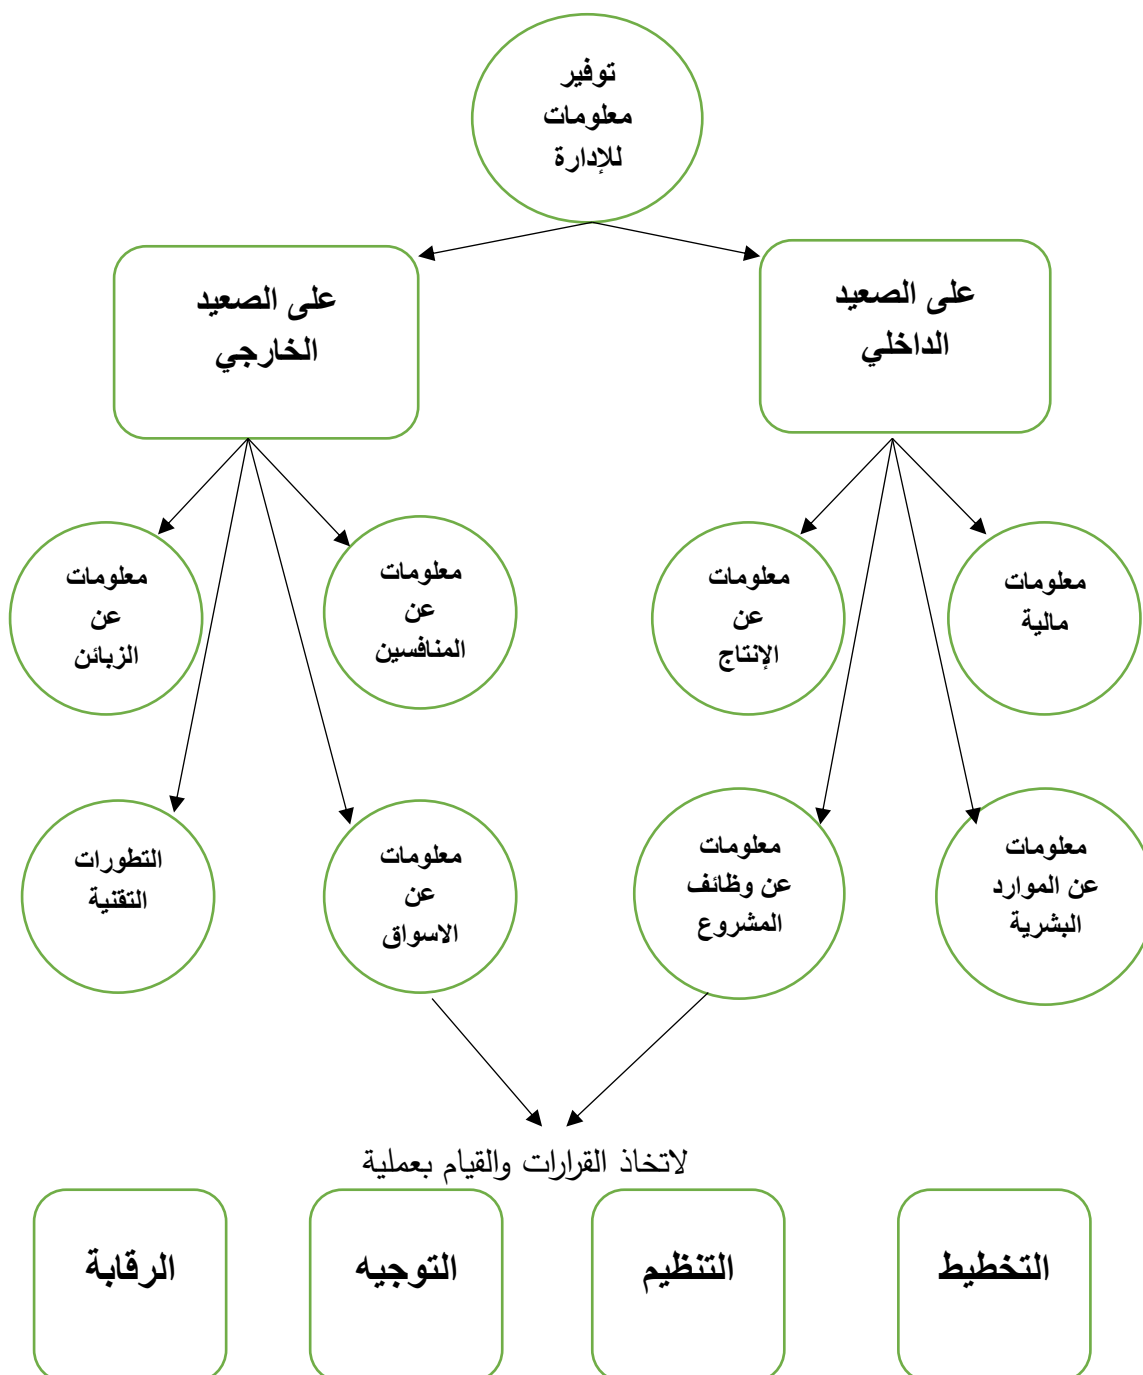 توفير
معلومات
للإدارة
على الصعيد
الداخلي
على الصعيد
الخارجي
معلومات
مالية
معلومات
عن
الإنتاج
معلومات
عن
المنافسين
معلومات
عن
الزبائن
معلومات
عن الموارد
البشرية
معلومات
عن وظائف
المشروع
معلومات
عن
الاسواق
التطورات
التقنية
لاتخاذ القرارات والقيام بعملية
التخطيط
التنظيم
التوجيه
الرقابة